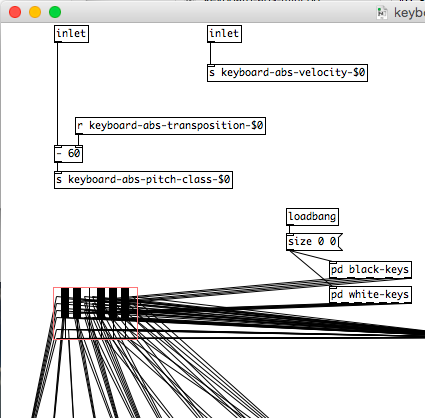 keybo
inlet
inlet
s keyboard-abs-velocity-$0
r keyboard-abs-transposition-$0
- 60
s keyboard-abs-pitch-class-$0
loadbang
size 0 0
pd black-keys
pd white-keys